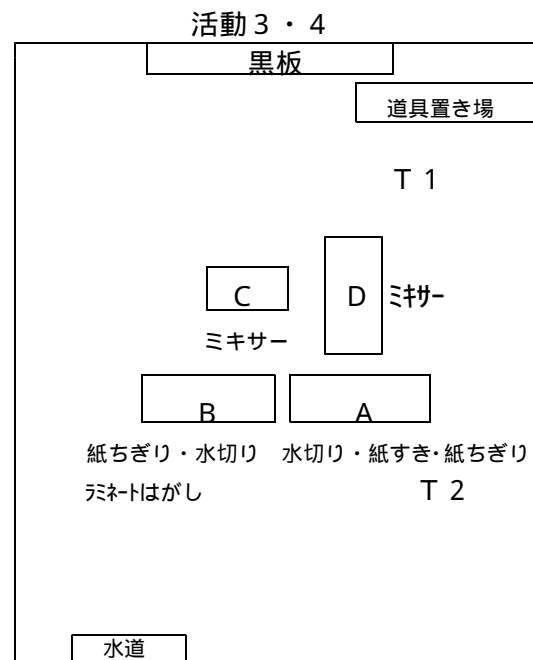 活動3・4
黒板
道具置き場
T 1
C
D ミキサー
ミキサー
B
A
紙ちぎり・水切り
水切り・紙すき・紙ちぎり
ラミネートはがし
T 2
水道